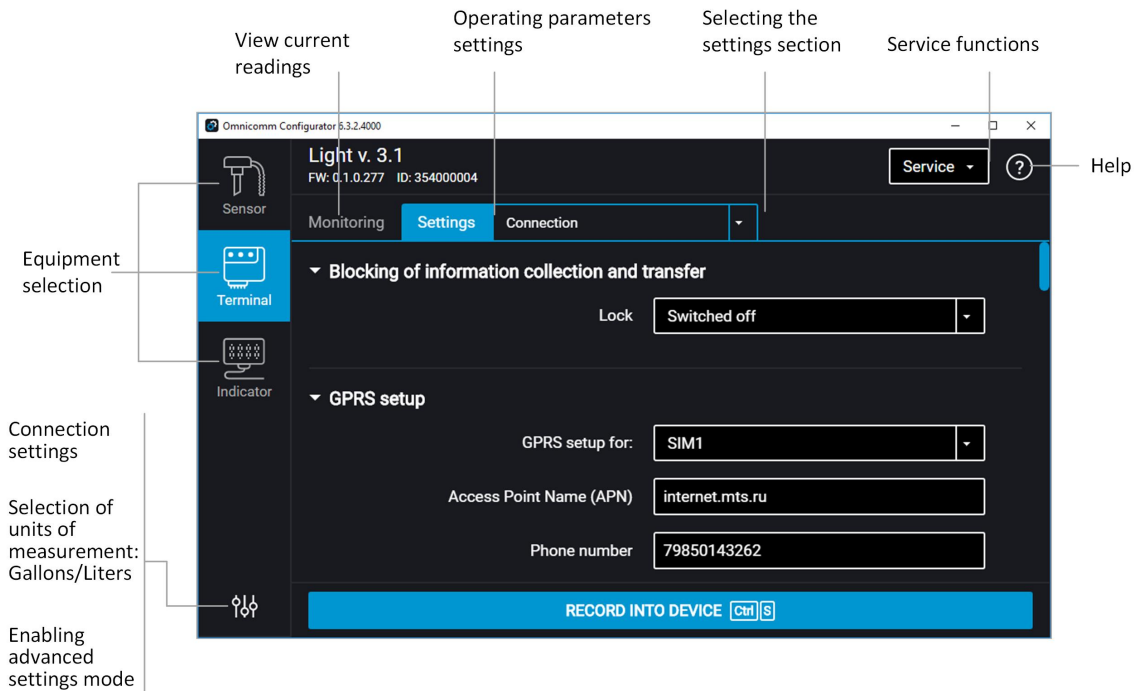 Operating parameters
settings
Selecting the
settings section
View current
readings
Service functions
Omnicomm Configurator 6.3.2.4000
Light v. 3.1
FW: 0.1.0.277 ID: 354000004
Service
?
Help
Sensor
Monitoring
Settings
Connection
Equipment
selection
Terminal
Blocking of information collection and transfer
Lock
Switched off
Indicator
GPRS setup
Connection
settings
GPRS setup for:
SIM1
Selection of
units of
measurement:
Gallons/Liters
Access Point Name (APN)
internet.mts.ru
Phone number
79850143262
RECORD INTO DEVICE Ctrl S
Enabling
advanced
settings mode